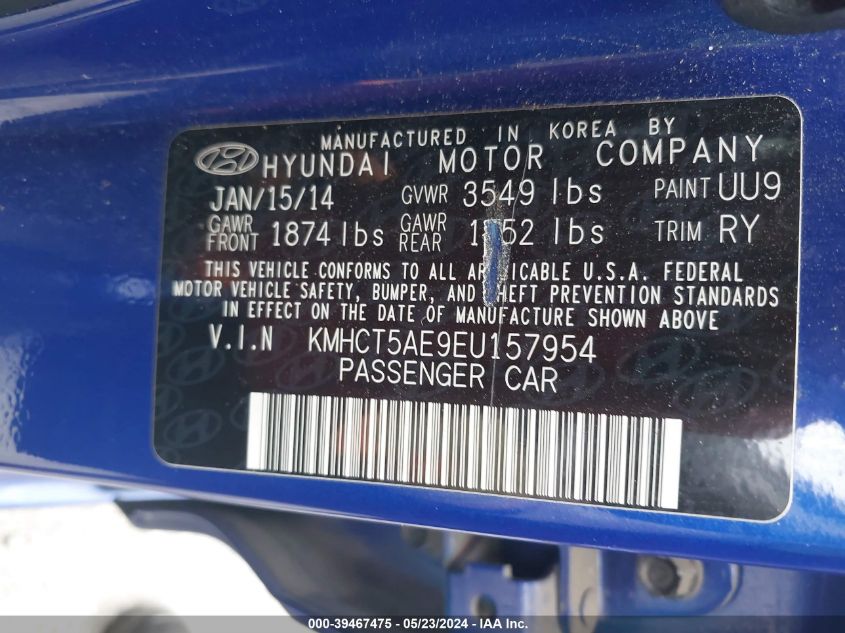 MANUFACTURED IN KOREA BY
HYUNDAI MOTOR COMPANY
JAN/15/14 GVWR 3549 lbs PAINT UU9
GAWR FRONT 1874 lbs GAWR REAR lbs TRIM RY
THIS VEHICLE CONFORMS TO ALL U.S.A. FEDERAL
MOTOR VEHICLE SAFETY, BUMPER, AND THEFT PREVENTION STANDARDS
IN EFFECT ON THE DATE OF MANUFACTURE SHOWN ABOVE
V.I.N KMHCT5AE9EU157954
PASSENGER CAR
000-39467475 - 05/23/2024 - IAA Inc.